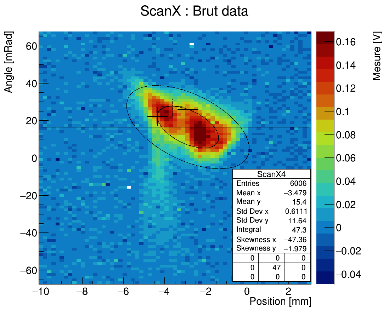 ScanX : Brut data
Angle [mRad]
Mesure [V]
60
40
20
0
−20
−40
−60
−10
−8
−6
−4
−2
0
2
Position [mm]
0.16
0.14
0.12
0.1
0.08
0.06
0.04
0.02
0
−0.02
−0.04
ScanX4
Entries 6006
Mean x −3.479
Mean y 15.4
Std Dev x 0.6111
Std Dev y 11.64
Integral 47.3
Skewness x 47.36
Skewness y −1.979
0 0 0
0 47 0
0 0 0